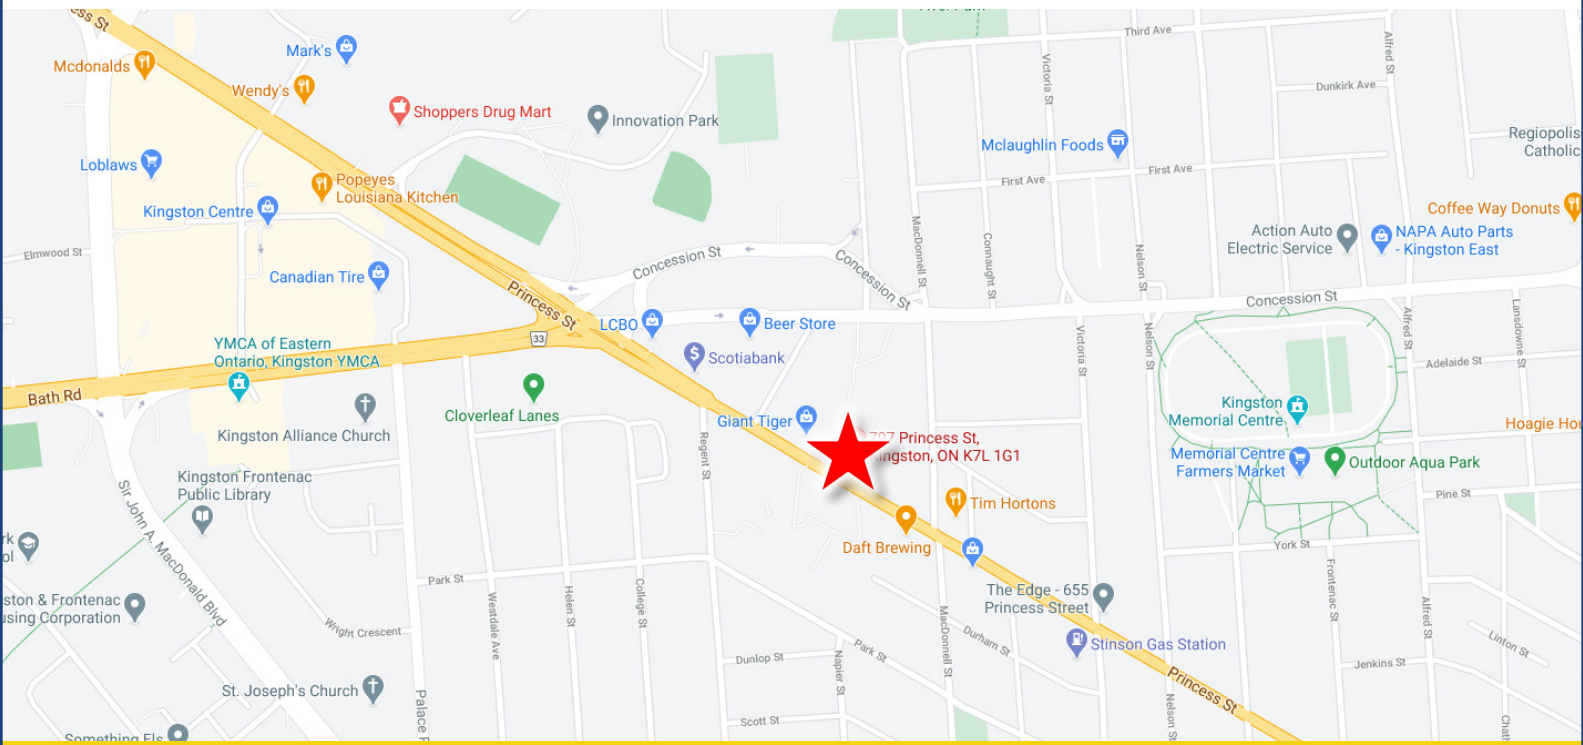 Princess St
Third Ave
Mark's
Mcdonalds
Wendy's
Victoria St
Alfred St
Dunkirk Ave
Shoppers Drug Mart
Innovation Park
Regiopolis
Catholic
Mclaughlin Foods
Loblaws
Popeyes
Louisiana Kitchen
First Ave
First Ave
Kingston Centre
Coffee Way Donuts
Action Auto
Electric Service
NAPA Auto Parts
- Kingston East
MacDonnell St
Connaught St
Nelson St
Elmwood St
Concession St
Concession St
Canadian Tire
Princess St
Concession St
LCBO
Beer Store
33
YMCA of Eastern
Ontario, Kingston YMCA
Scotiabank
Victoria St
Nelson St
Alfred St
Lansdowne St
Adelaide St
Bath Rd
Cloverleaf Lanes
Giant Tiger
Kingston
Memorial Centre
Kingston Alliance Church
Regent St
Princess St,
Kingston, ON K7L 1G1
Hoagie Hou
Memorial Centre
Farmers Market
Outdoor Aqua Park
Kingston Frontenac
Public Library
Sir John A. MacDonald Blvd
Tim Hortons
Pine St
Daft Brewing
York St
Park St
The Edge - 655
Princess Street
ston & Frontenac
using Corporation
Westdale Ave
Helen St
College St
MacDonnell St
Frontenac St
Alfred St
Wright Crescent
Durham St
Stinson Gas Station
Linton St
Park St
Dunlop St
Napier St
Jenkins St
St. Joseph's Church
Princess St
Nelson St
Scott St
Palace
Something Els